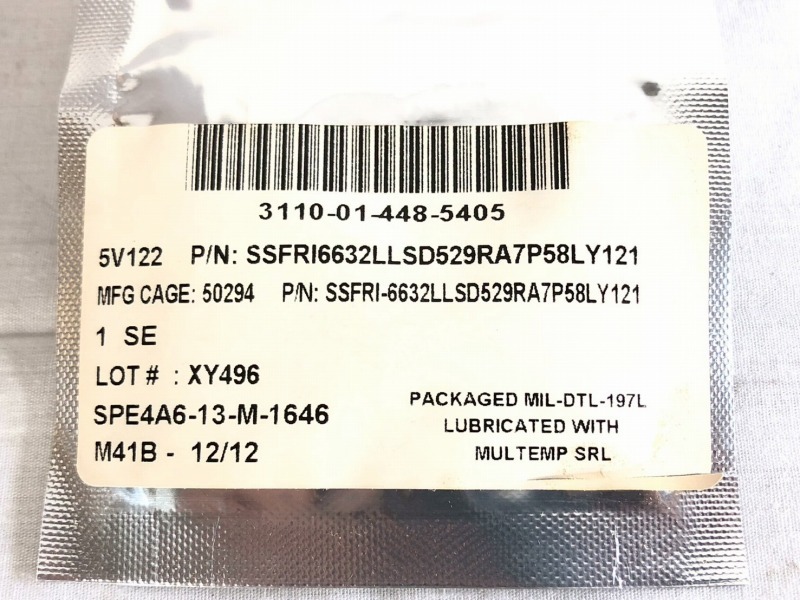 3110-01-448-5405
5V122 P/N: SSFRI6632LLSD529RA7P58LY121
MFG CAGE: 50294 P/N: SSFRI-6632LLSD529RA7P58LY121
1 SE
LOT # : XY496
SPE4A6-13-M-1646
M41B - 12/12
PACKAGED MIL-DTL-197L
LUBRICATED WITH
MULTEMP SRL